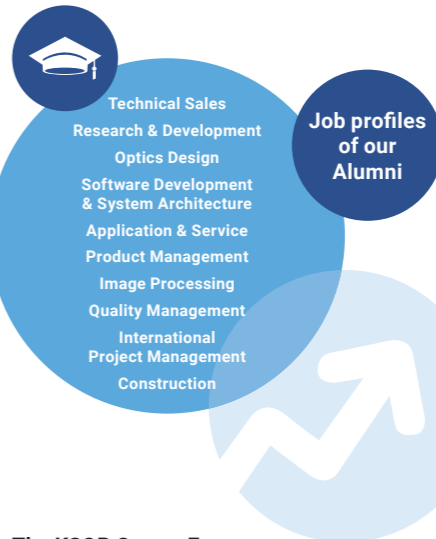 Technical Sales
Research & Development
Optics Design
Software Development
& System Architecture
Application & Service
Product Management
Image Processing
Quality Management
International
Project Management
Construction
Job profiles
of our
Alumni